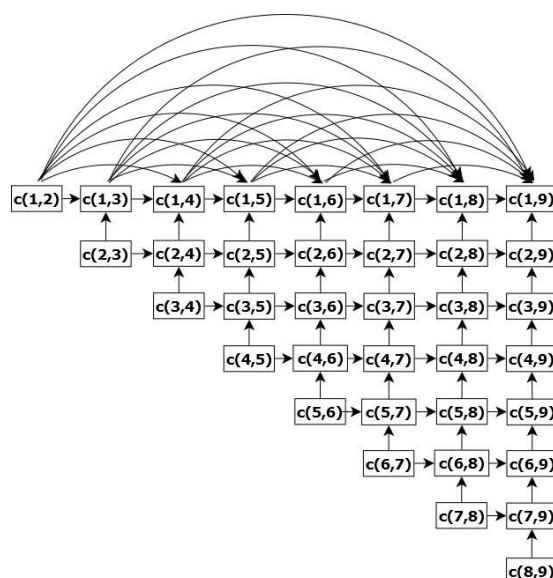 c(1,2) c(1,3) c(1,4) c(1,5) c(1,6) c(1,7) c(1,8) c(1,9)
c(2,3) c(2,4) c(2,5) c(2,6) c(2,7) c(2,8) c(2,9)
c(3,4) c(3,5) c(3,6) c(3,7) c(3,8) c(3,9)
c(4,5) c(4,6) c(4,7) c(4,8) c(4,9)
c(5,6) c(5,7) c(5,8) c(5,9)
c(6,7) c(6,8) c(6,9)
c(7,8) c(7,9)
c(8,9)